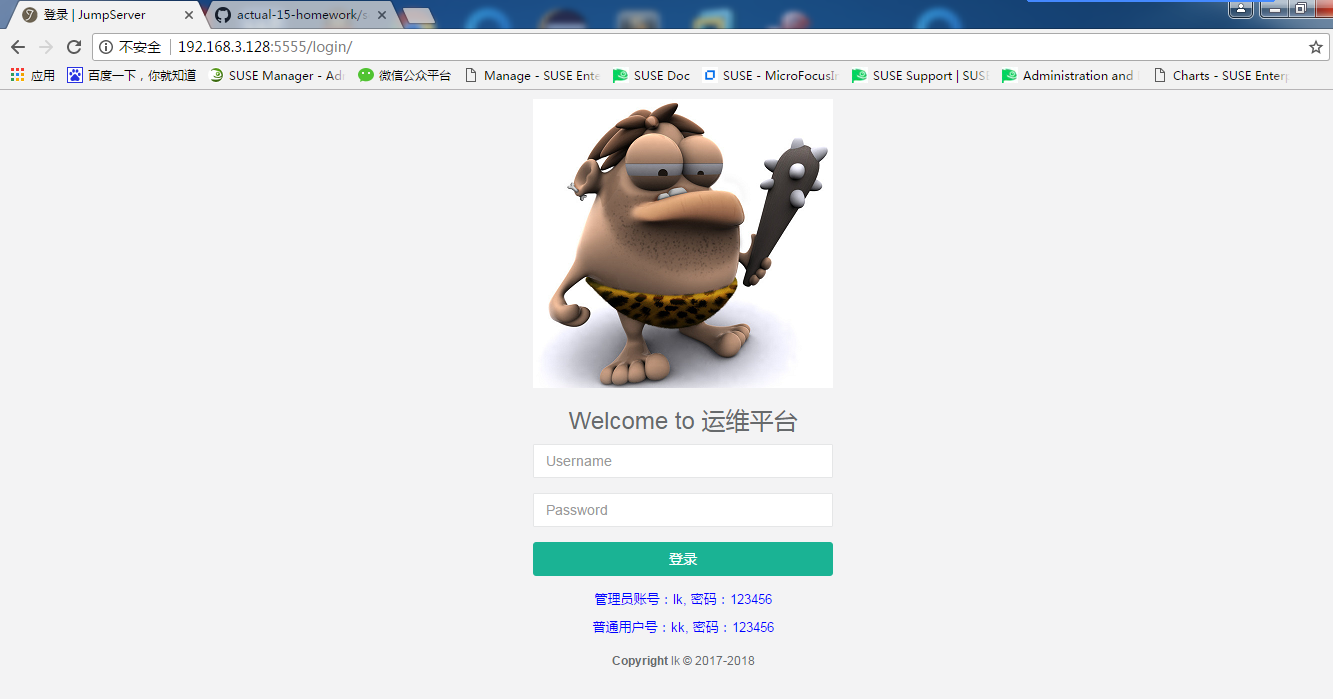 登录 | JumpServer
actual-15-homework/s
不安全 | 192.168.3.128:5555/login/
应用 百度一下，你就知道 SUSE Manager - Ad 微信公众平台 Manage - SUSE Ente SUSE Doc SUSE - MicroFocusIn SUSE Support | SUS Administration and Charts - SUSE Enterp
Welcome to 运维平台
Username
Password
登录
管理员账号：lk, 密码：123456
普通用户号：kk, 密码：123456
Copyright lk © 2017-2018